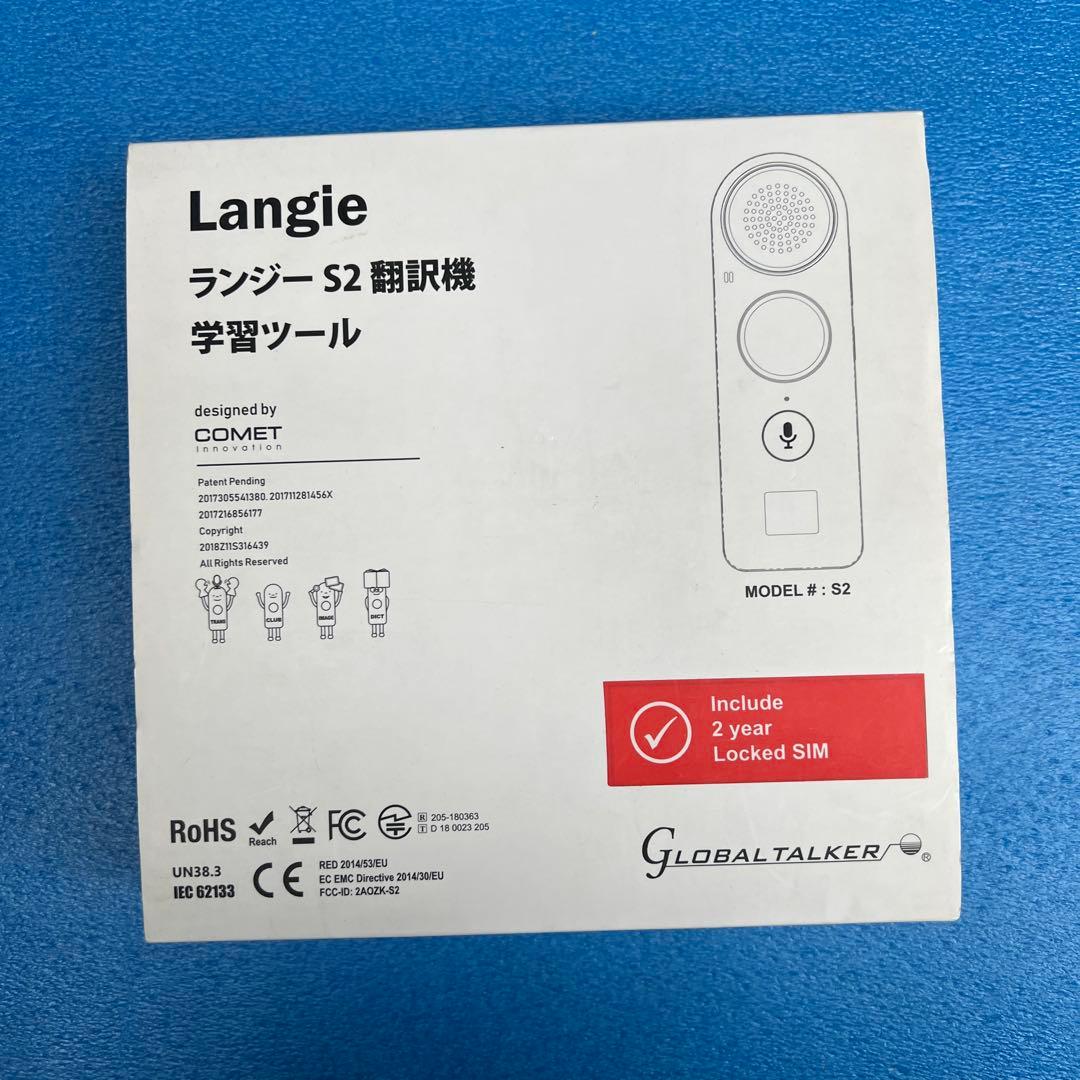 Langie
ランジー S2 翻訳機
学習ツール
designed by
COMET
Innovation
Patent Pending
2017305541380. 201711281456X
2017216856177
Copyright
2018Z11S316439
All Rights Reserved
TRANS
CLUB
IMAGE
DICT
MODEL # : S2
Include
2 year
Locked SIM
RoHS
Reach
FC
R 205-180363
T D 18 0023 205
UN38.3
IEC 62133
CE
RED 2014/53/EU
EC EMC Directive 2014/30/EU
FCC-ID: 2AOZK-S2
GLOBALTALKER ®